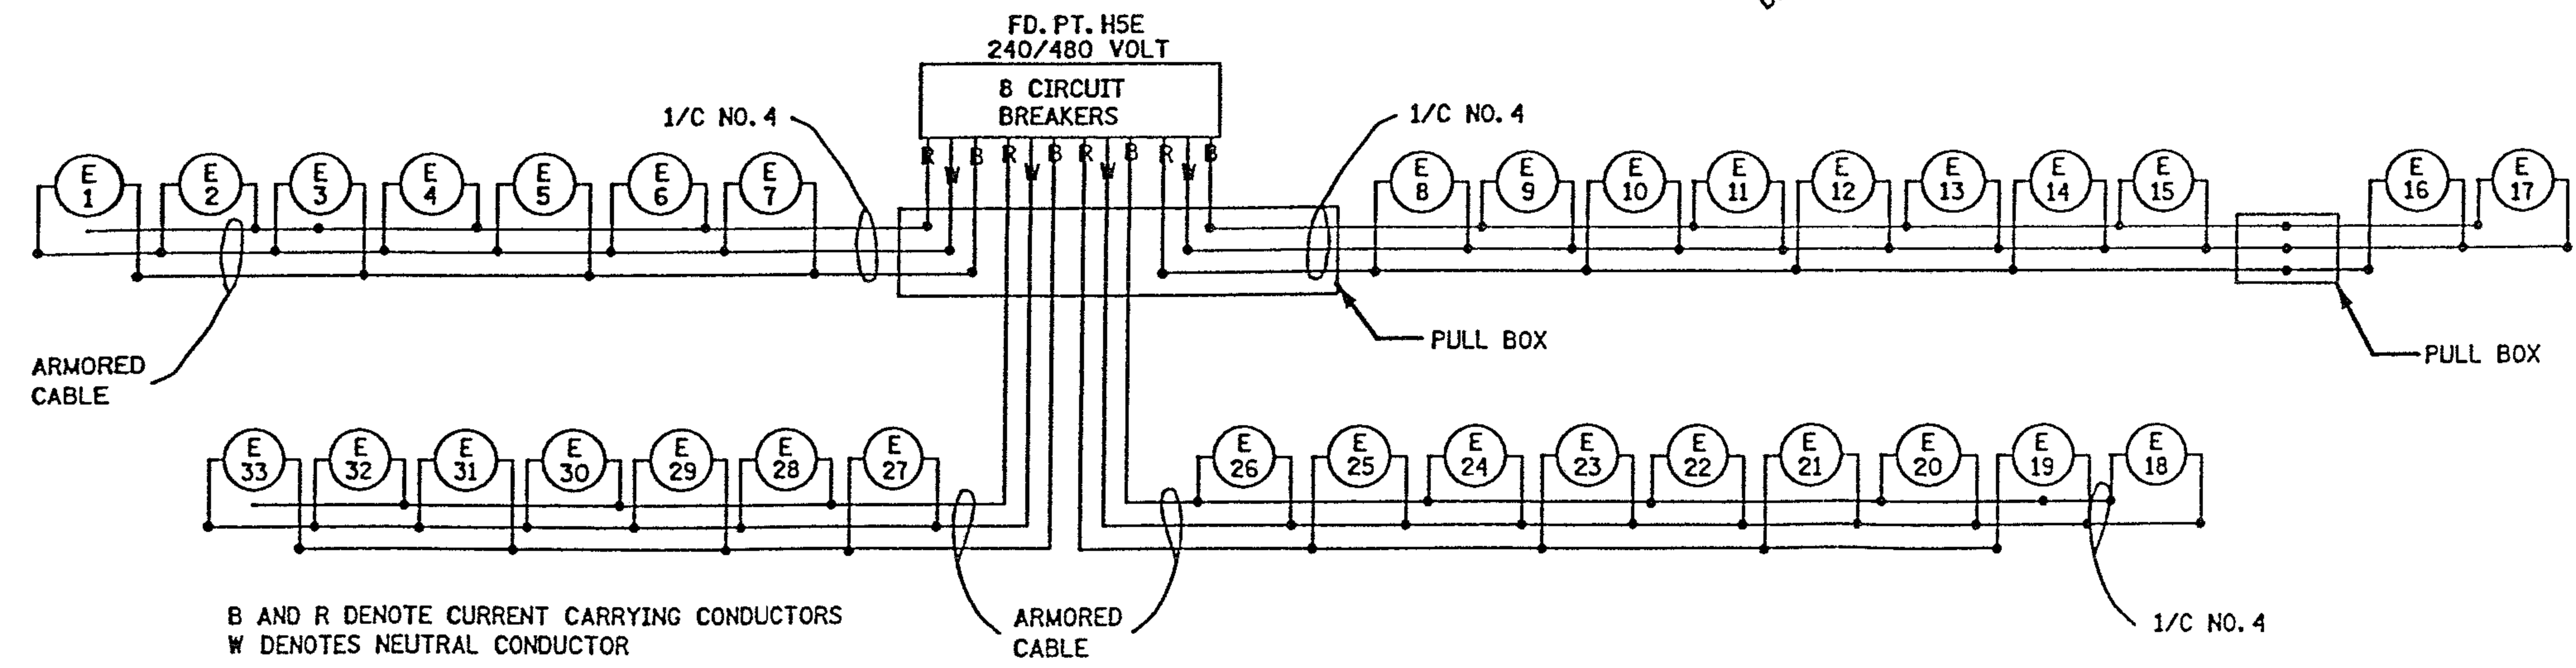 FD. PT. H5E
240/480 VOLT
8 CIRCUIT
BREAKERS
1/C NO. 4
1/C NO. 4
R W B R W B R W B R W B
E 1
E 2
E 3
E 4
E 5
E 6
E 7
E 8
E 9
E 10
E 11
E 12
E 13
E 14
E 15
E 16
E 17
ARMORED
CABLE
PULL BOX
PULL BOX
E 33
E 32
E 31
E 30
E 29
E 28
E 27
E 26
E 25
E 24
E 23
E 22
E 21
E 20
E 19
E 18
B AND R DENOTE CURRENT CARRYING CONDUCTORS
W DENOTES NEUTRAL CONDUCTOR
ARMORED
CABLE
1/C NO. 4